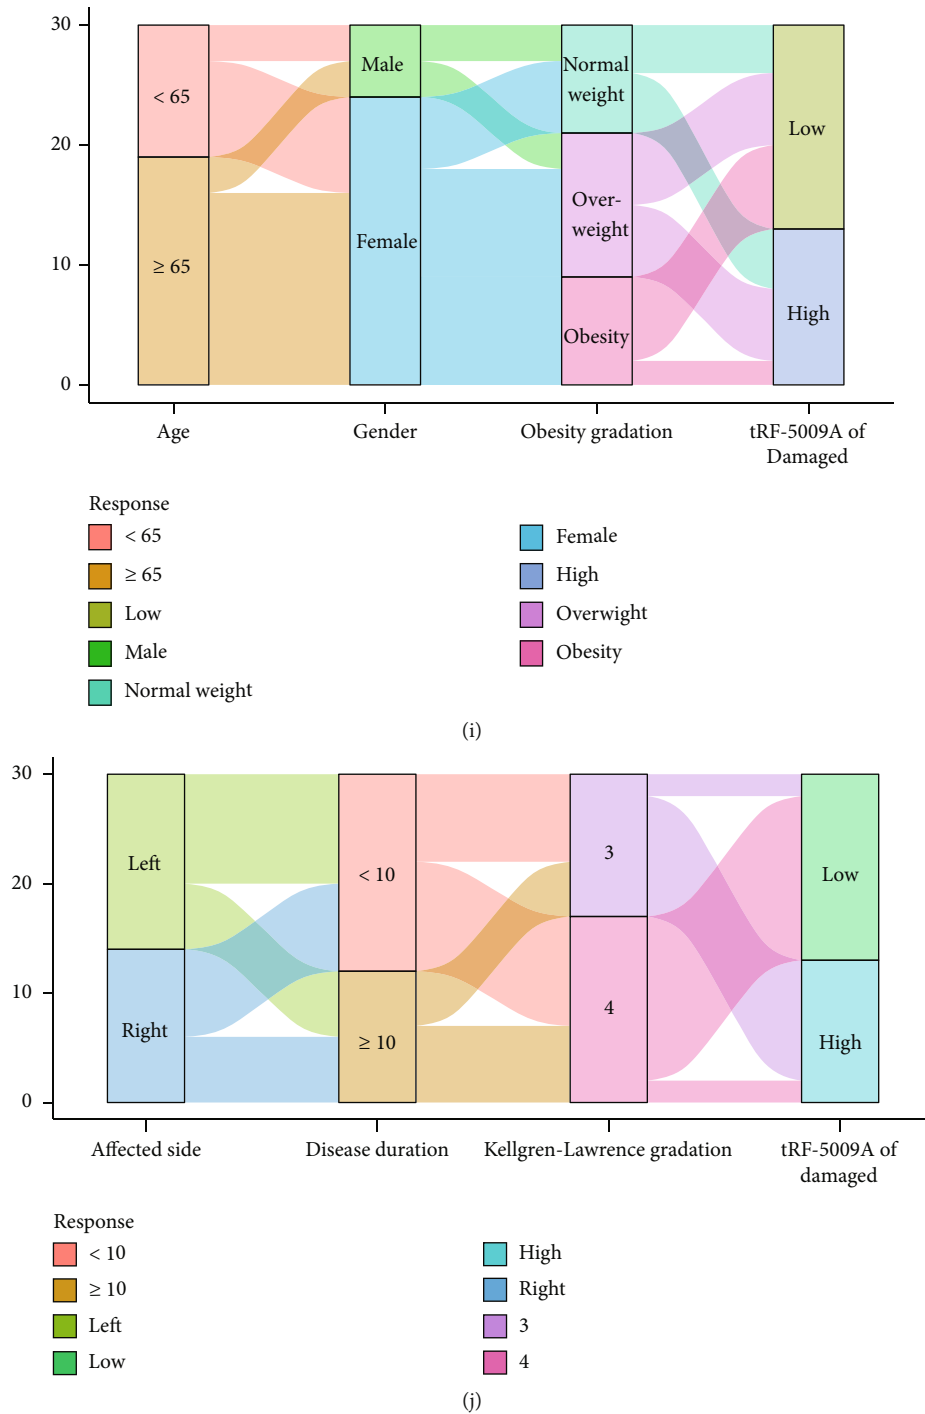 30
20
10
0
< 65
≥ 65
Male
Female
Normal
weight
Over-
weight
Obesity
Low
High
Age
Gender
Obesity gradation
tRF-5009A of
Damaged
Response
< 65
≥ 65
Low
Male
Normal weight
Female
High
Overwight
Obesity
(i)
30
20
10
0
Left
Right
< 10
≥ 10
3
4
Low
High
Affected side
Disease duration
Kellgren-Lawrence gradation
tRF-5009A of
damaged
Response
< 10
≥ 10
Left
Low
High
Right
3
4
(j)